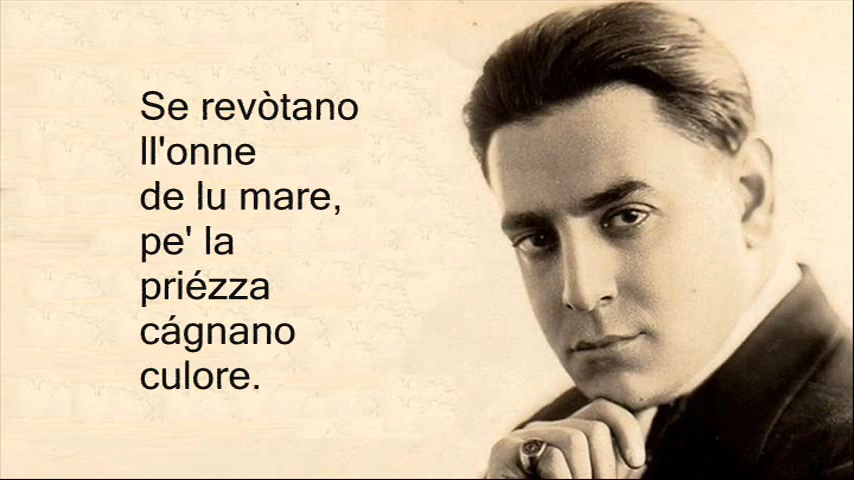 Se revòtano
ll'onne
de lu mare,
pe' la
priézza
cágnano
culore.